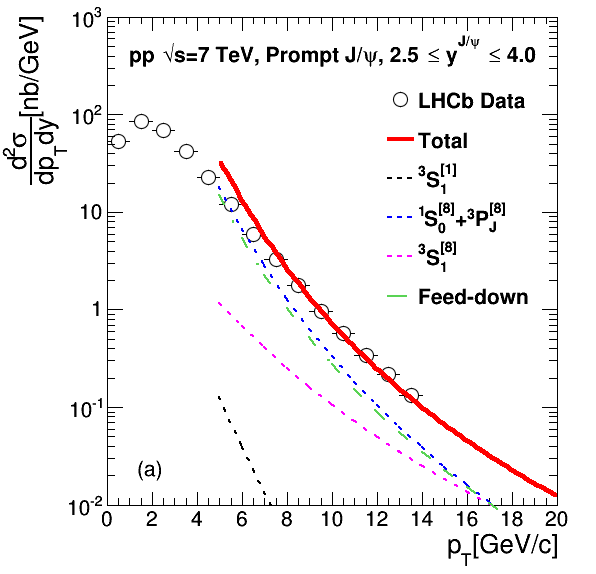 pp √s=7 TeV, Prompt J/ψ, 2.5 ≤ y^{J/ψ} ≤ 4.0
LHCb Data
Total
³S₁^[1]
¹S₀^[8]+³P_J^[8]
³S₁^[8]
Feed-down
d²σ/dp_Tdy [nb/GeV]
10³
10²
10
1
10⁻¹
10⁻²
(a)
0 2 4 6 8 10 12 14 16 18 20
p_T[GeV/c]